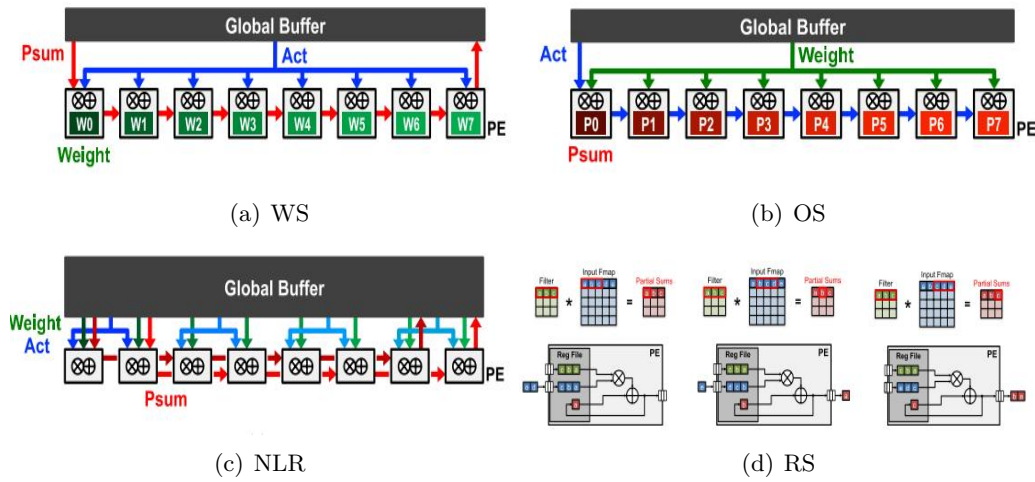 Global Buffer
Psum
Act
W0 W1 W2 W3 W4 W5 W6 W7
PE
Weight
(a) WS
Global Buffer
Act
Weight
P0 P1 P2 P3 P4 P5 P6 P7
PE
Psum
(b) OS
Global Buffer
Weight
Act
PE
Psum
(c) NLR
Filter Input Fmap Partial Sums
* =
Reg File PE
Filter Input Fmap Partial Sums
* =
Reg File PE
Filter Input Fmap Partial Sums
* =
Reg File PE
(d) RS